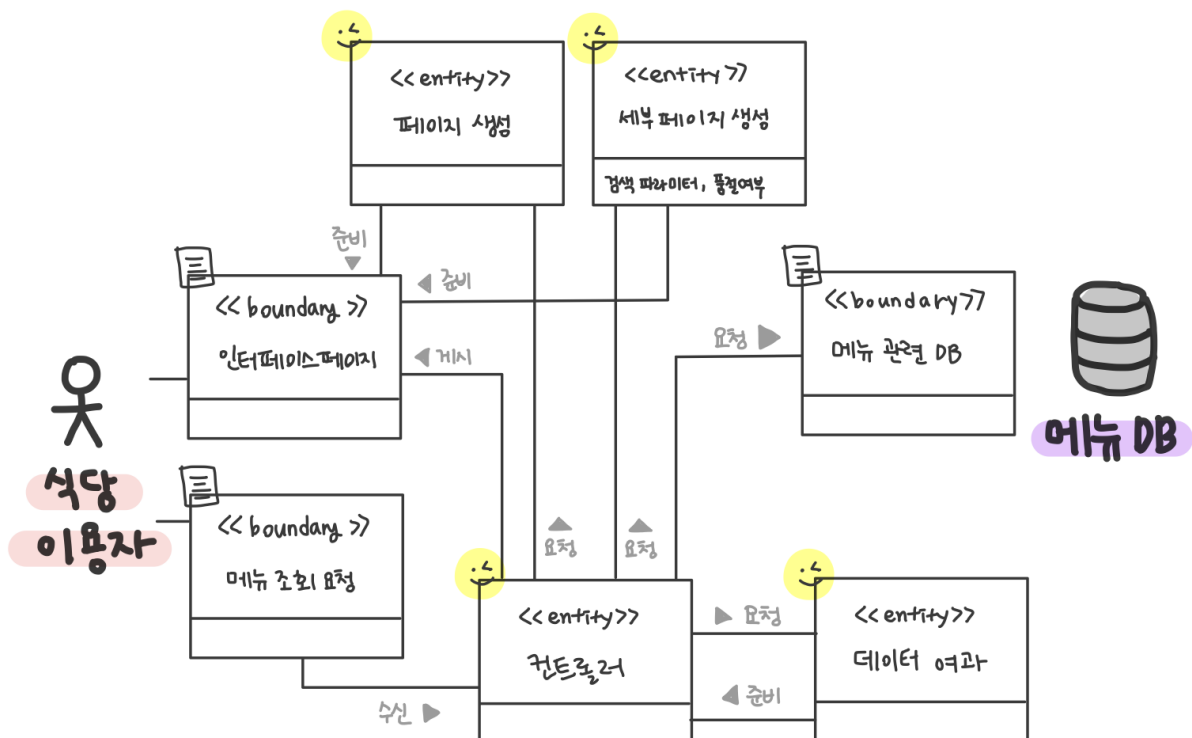 <<entity>>
페이지 생성
<<entity>>
세부페이지 생성
검색 파라미터, 품절여부
준비
준비
<<boundary>>
인터페이스페이지
게시
<<boundary>>
메뉴 관련 DB
요청
메뉴 DB
식당
이용자
<<boundary>>
메뉴 조회 요청
요청
요청
<<entity>>
컨트롤러
요청
준비
<<entity>>
데이터 여과
수신